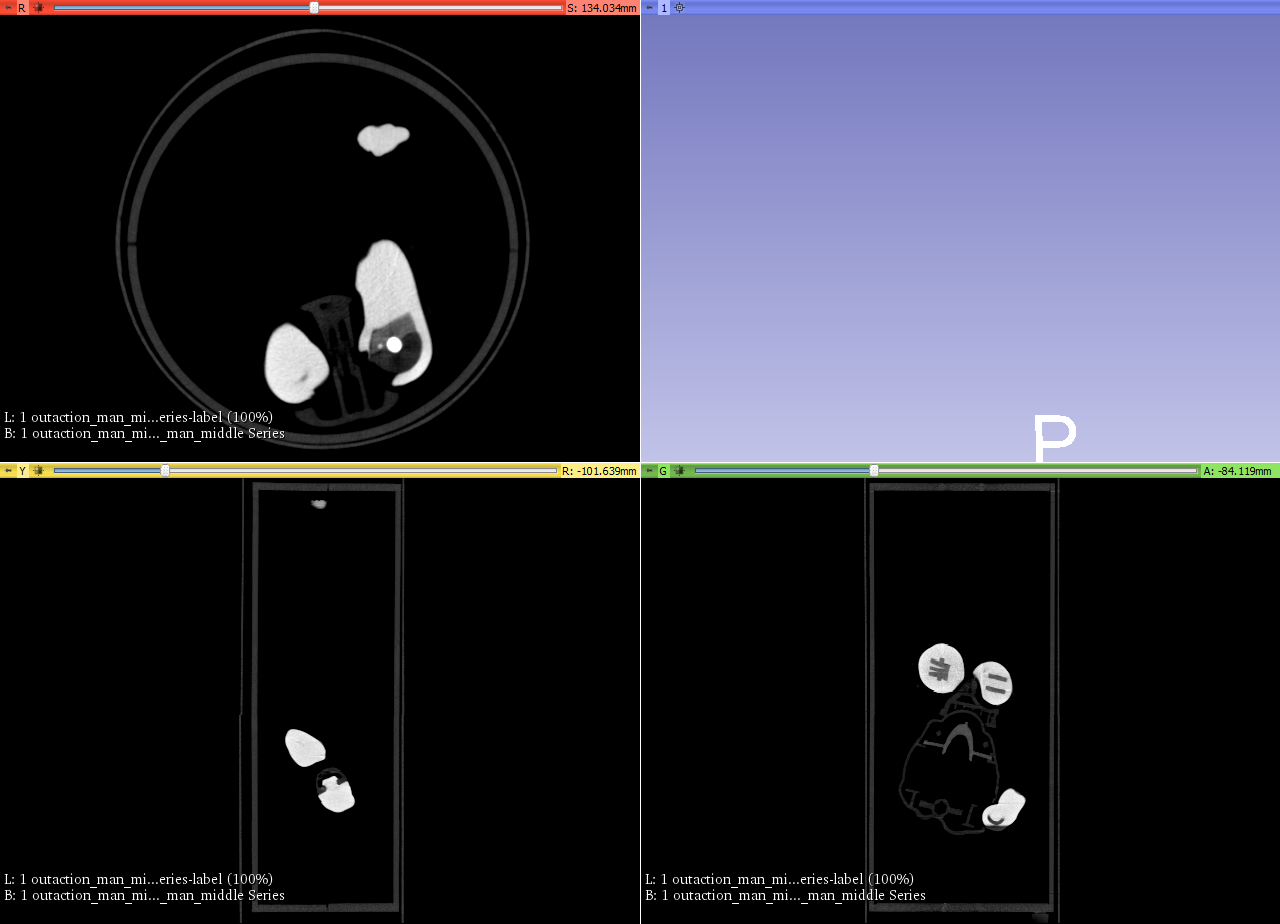 R
S: 134.034mm
1
L: 1 outaction_man_mi...eries-label (100%)
B: 1 outaction_man_mi..._man_middle Series
P
Y
R: -101.639mm
G
A: -84.119mm
L: 1 outaction_man_mi...eries-label (100%)
B: 1 outaction_man_mi..._man_middle Series
L: 1 outaction_man_mi...eries-label (100%)
B: 1 outaction_man_mi..._man_middle Series